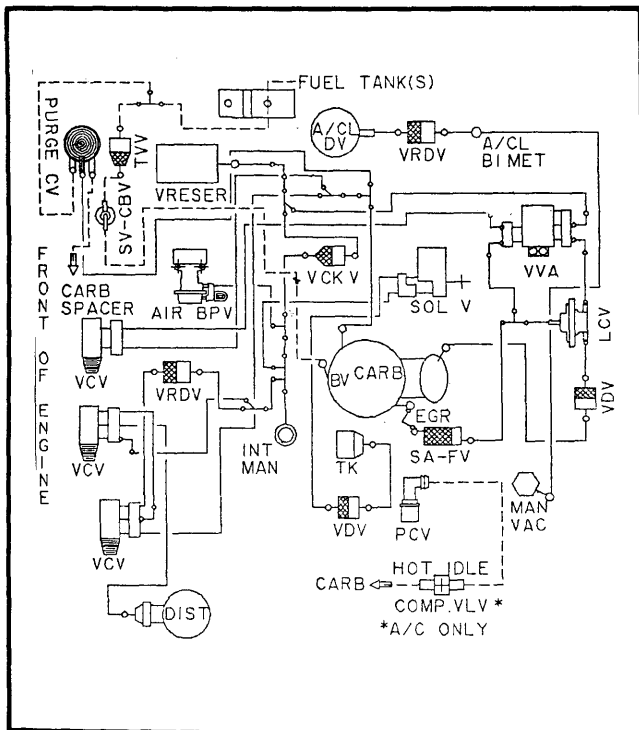 FUEL TANK(S)
PURGE CV
TVV
A/CL
DV
VRDV
A/CL
BI MET
VRESER
SV-CBV
VVA
FRONT OF ENGINE
CARB
SPACER
AIR BPV
VCK V
SOL V
LCV
VCV
VRDV
BV
CARB
VDV
EGR
VCV
INT
MAN
TK
SA-FV
MAN
VAC
VCV
VDV
PCV
HOT IDLE
CARB
COMP. VLV *
*A/C ONLY
DIST